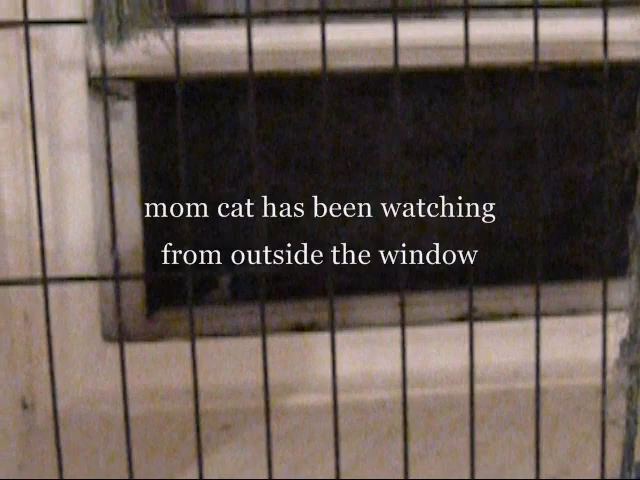 mom cat has been watching
from outside the window